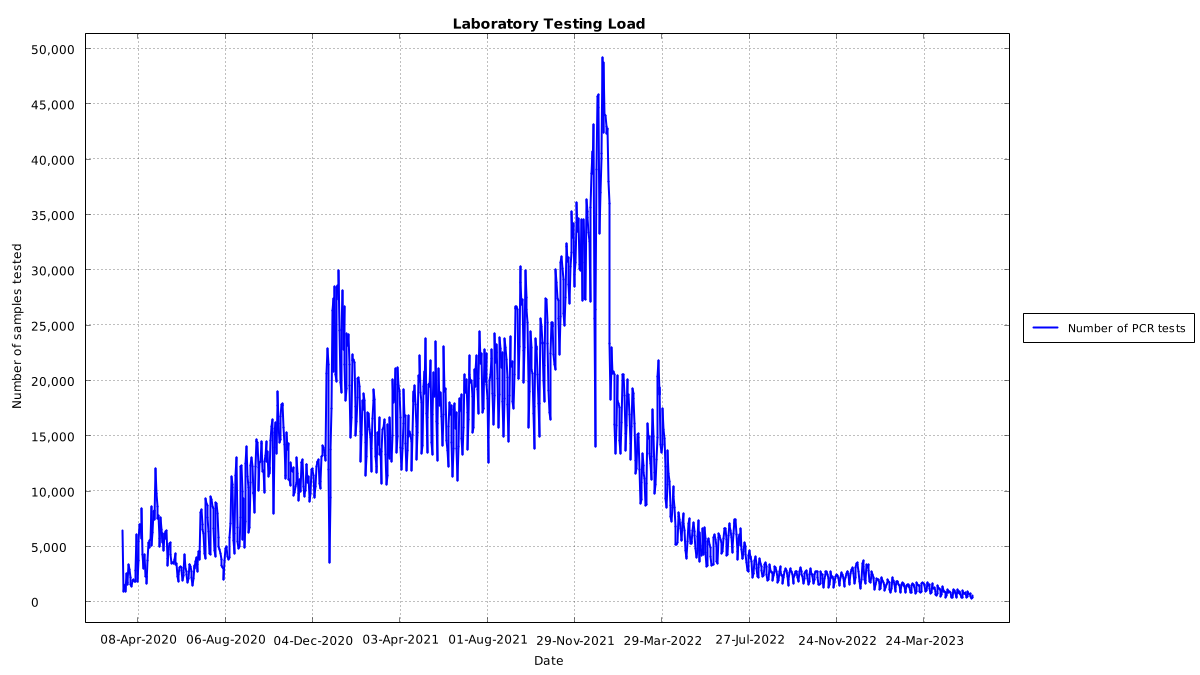 Laboratory Testing Load
50,000
45,000
40,000
35,000
30,000
25,000
20,000
15,000
10,000
5,000
0
Number of samples tested
08-Apr-2020 06-Aug-2020 04-Dec-2020 03-Apr-2021 01-Aug-2021 29-Nov-2021 29-Mar-2022 27-Jul-2022 24-Nov-2022 24-Mar-2023
Date
Number of PCR tests